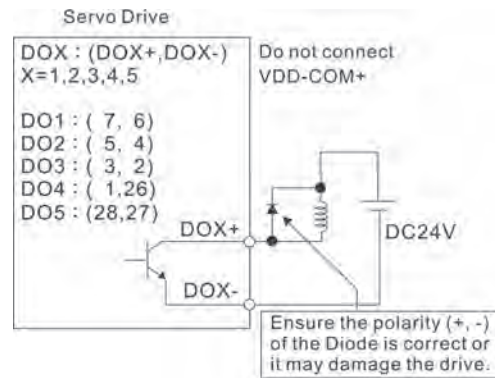 Servo Drive
DOX : (DOX+,DOX-)
X=1,2,3,4,5
DO1 : ( 7, 6)
DO2 : ( 5, 4)
DO3 : ( 3, 2)
DO4 : ( 1,26)
DO5 : (28,27)
Do not connect
VDD-COM+
DOX+
DC24V
DOX-
Ensure the polarity (+, -)
of the Diode is correct or
it may damage the drive.